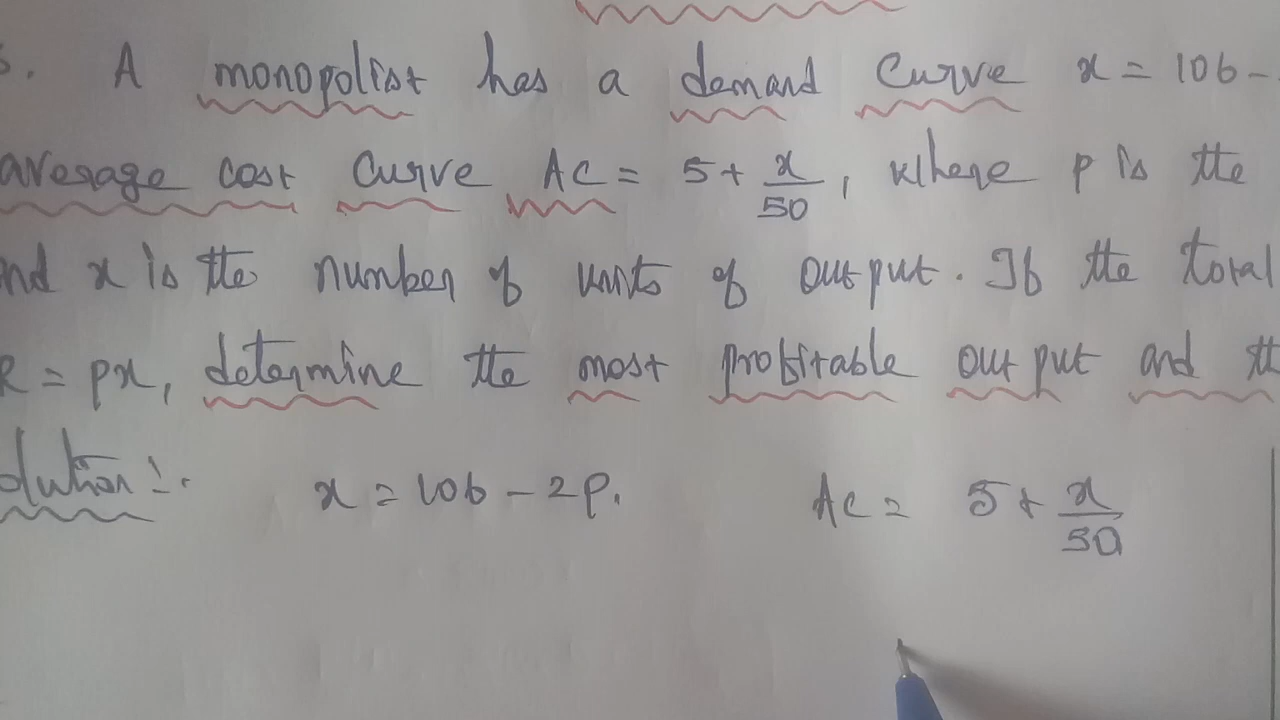 3. A monopolist has a demand curve x = 106 -
average cost curve AC = 5 + x/50, where p is the
and x is the number of units of output. If the total
R = px, determine the most profitable output and th
olution :-
x = 106 - 2p. AC = 5 + x/50